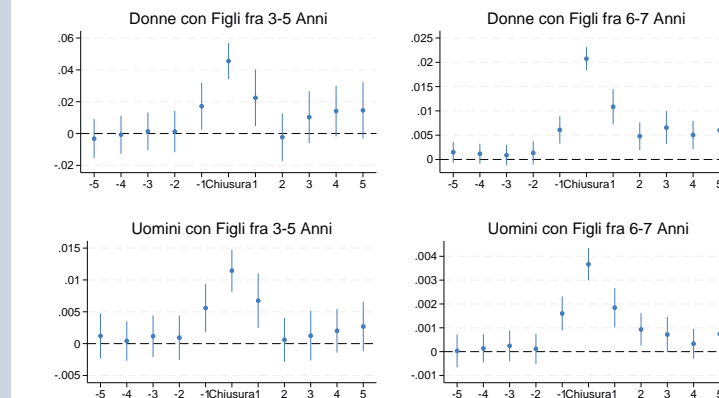 Donne con Figli fra 3-5 Anni
.06
.04
.02
0
-.02
-5 -4 -3 -2 -1Chiusura1 2 3 4 5
Donne con Figli fra 6-7 Anni
.025
.02
.015
.01
.005
0
-5 -4 -3 -2 -1Chiusura1 2 3 4 5
Uomini con Figli fra 3-5 Anni
.015
.01
.005
0
-.005
-5 -4 -3 -2 -1Chiusura1 2 3 4 5
Uomini con Figli fra 6-7 Anni
.004
.003
.002
.001
0
-.001
-5 -4 -3 -2 -1Chiusura1 2 3 4 5